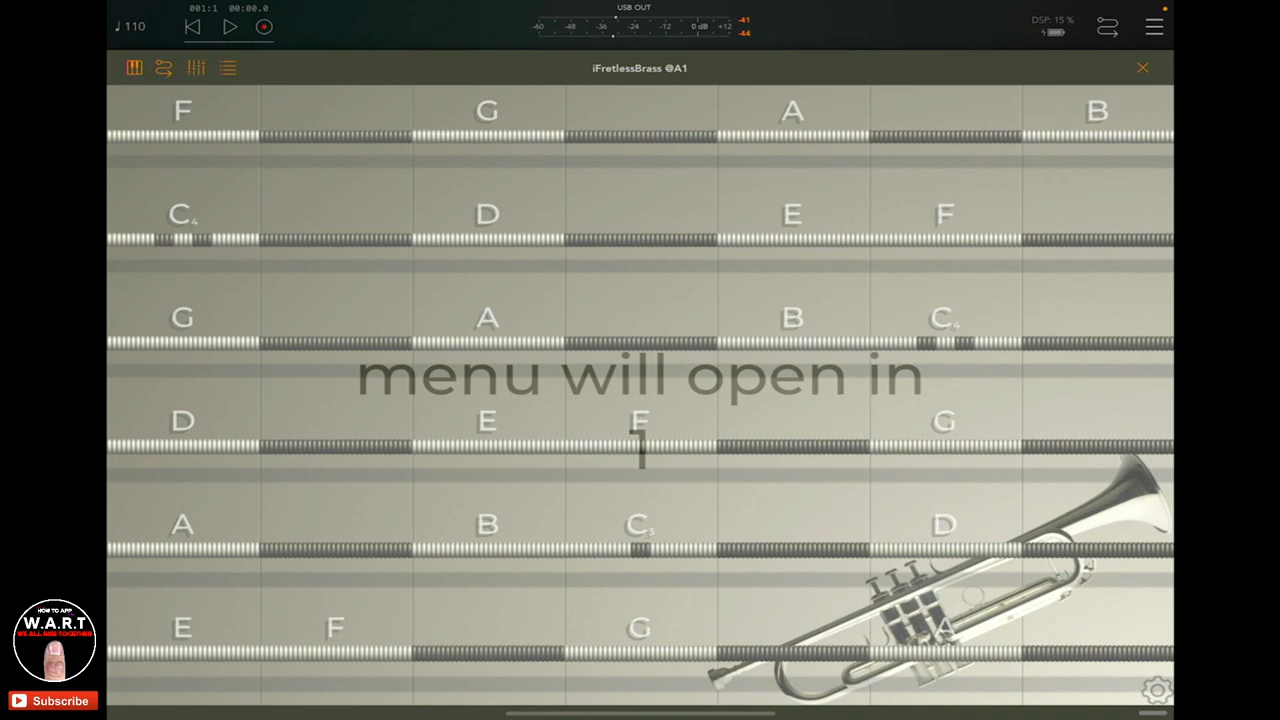 001:1 00:00.0
♩ 110
USB OUT
-60 -48 -36 -24 -12 0 dB +12
-41
-44
DSP: 15 %
iFretlessBrass @A1
F G A B
C4 D E F
G A B C4
menu will open in
D E F G
1
A B C3 D
E F G A
HOW TO APP
W.A.R.T
WE ALL RISE TOGETHER
Subscribe